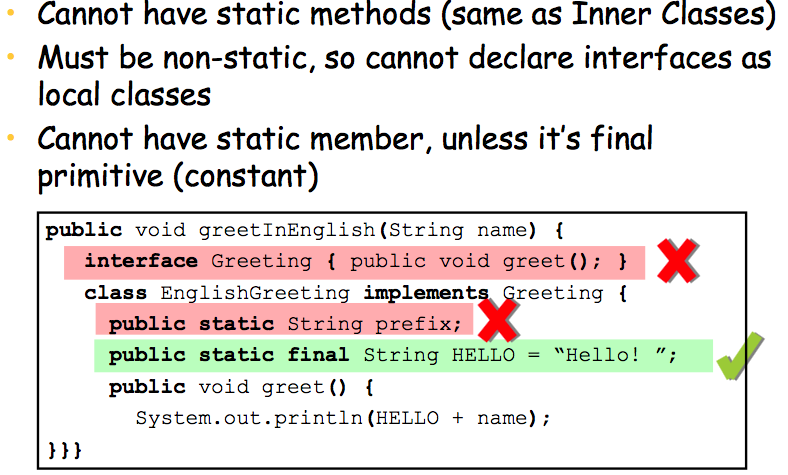 • Cannot have static methods (same as Inner Classes)
• Must be non-static, so cannot declare interfaces as
local classes
• Cannot have static member, unless it’s final
primitive (constant)
public void greetInEnglish(String name) {
interface Greeting { public void greet(); }
class EnglishGreeting implements Greeting {
public static String prefix;
public static final String HELLO = “Hello! ”;
public void greet() {
System.out.println(HELLO + name);
}}}